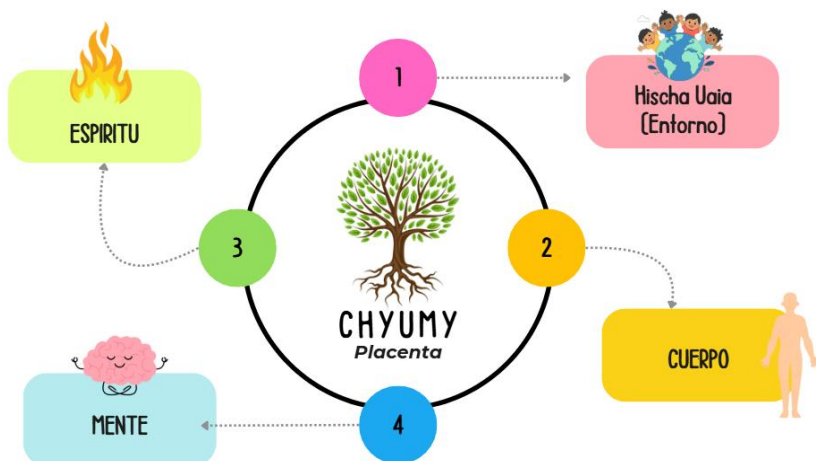 1
Hischa Uaia
(Entorno)
ESPIRITU
3
2
CHYUMY
Placenta
CUERPO
MENTE
4